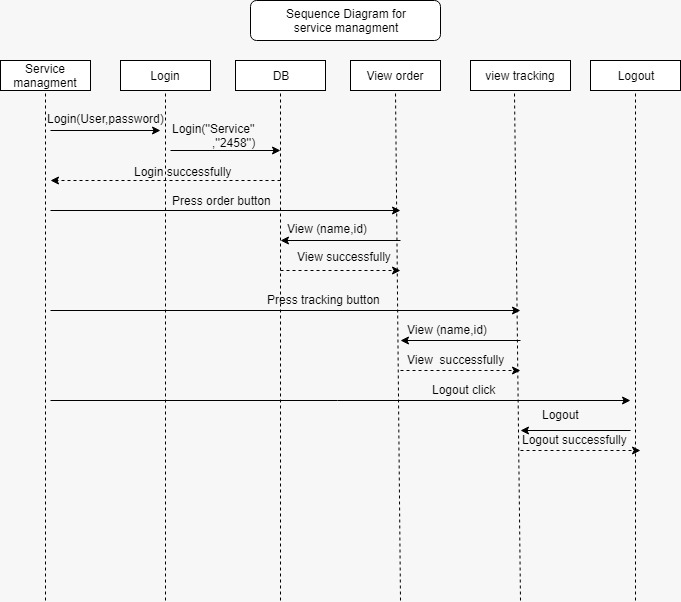 Sequence Diagram for
service managment
Service
managment
Login
DB
View order
view tracking
Logout
Login(User,password)
Login("Service"
,"2458")
Login successfully
Press order button
View (name,id)
View successfully
Press tracking button
View (name,id)
View  successfully
Logout click
Logout
Logout successfully